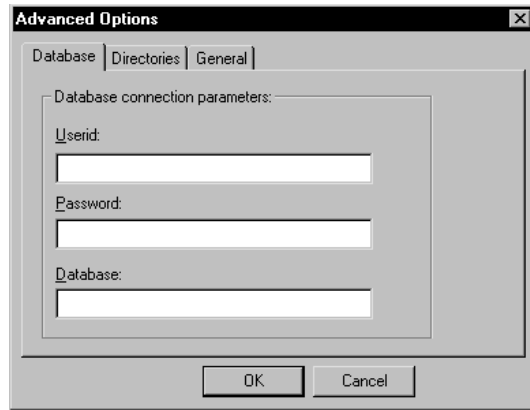 Advanced Options
Database Directories General
Database connection parameters:
Userid:
Password:
Database:
OK Cancel